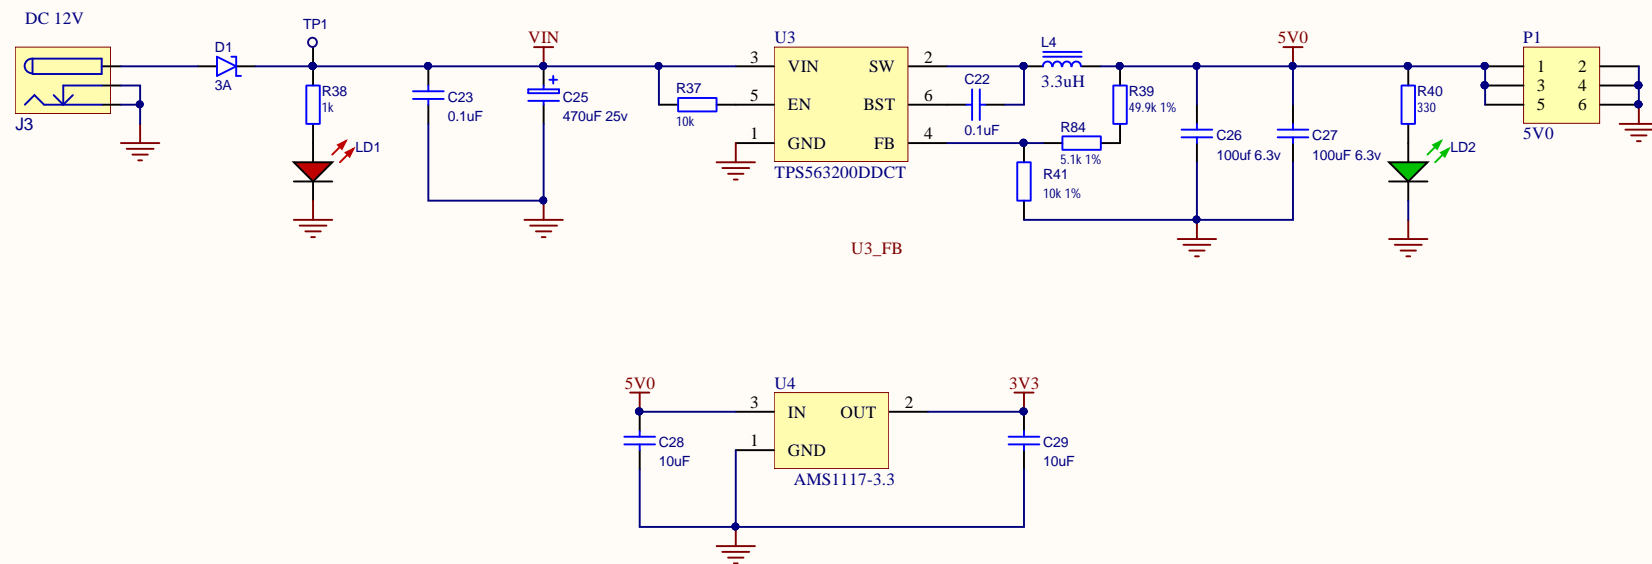 DC 12V
J3
D1
3A
TP1
R38
1k
LD1
C23
0.1uF
VIN
C25
470uF 25v
R37
10k
U3
3 VIN SW 2
5 EN BST 6
1 GND FB 4
TPS563200DDCT
C22
0.1uF
L4
3.3uH
R39
49.9k 1%
R84
5.1k 1%
R41
10k 1%
U3_FB
C26
100uf 6.3v
5V0
C27
100uF 6.3v
R40
330
LD2
P1
1 2
3 4
5 6
5V0
5V0
C28
10uF
U4
3 IN OUT 2
1 GND
AMS1117-3.3
3V3
C29
10uF